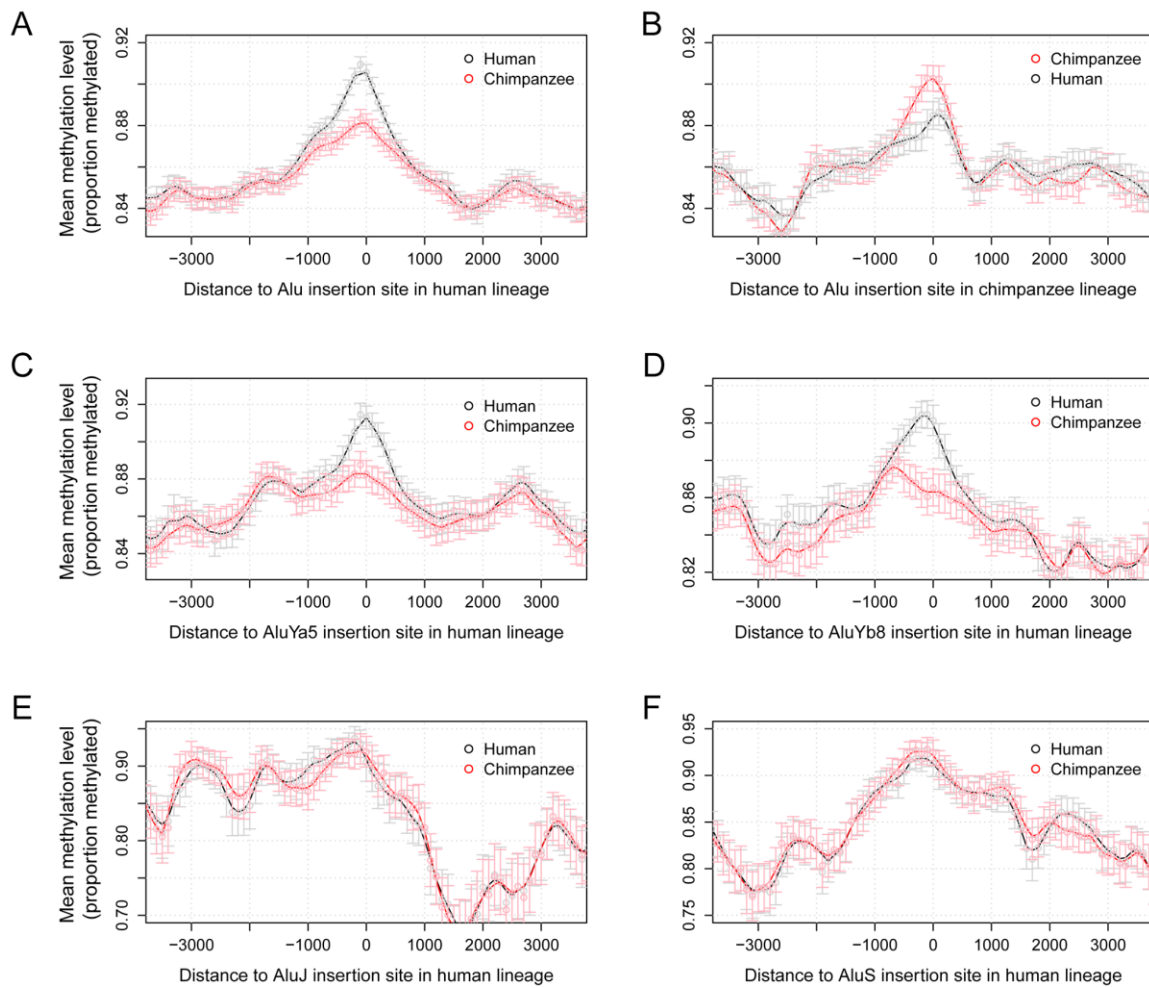 A
Mean methylation level
(proportion methylated)
0.92
0.88
0.84
Human
Chimpanzee
−3000
−1000
0
1000
2000
3000
Distance to Alu insertion site in human lineage
B
0.92
0.88
0.84
Chimpanzee
Human
−3000
−1000
0
1000
2000
3000
Distance to Alu insertion site in chimpanzee lineage
C
Mean methylation level
(proportion methylated)
0.92
0.88
0.84
Human
Chimpanzee
−3000
−1000
0
1000
2000
3000
Distance to AluYa5 insertion site in human lineage
D
0.90
0.86
0.82
Human
Chimpanzee
−3000
−1000
0
1000
2000
3000
Distance to AluYb8 insertion site in human lineage
E
Mean methylation level
(proportion methylated)
0.90
0.80
0.70
Human
Chimpanzee
−3000
−1000
0
1000
2000
3000
Distance to AluJ insertion site in human lineage
F
0.95
0.90
0.85
0.80
0.75
Human
Chimpanzee
−3000
−1000
0
1000
2000
3000
Distance to AluS insertion site in human lineage